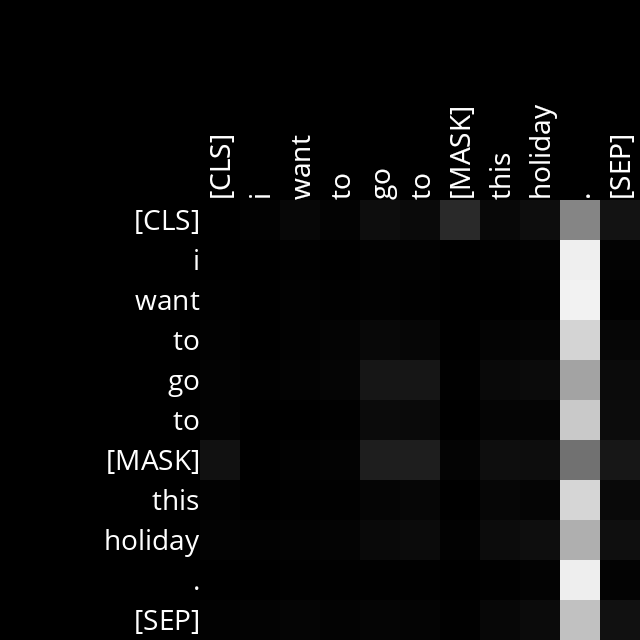 [CLS] i want to go to [MASK] this holiday . [SEP]
[CLS]
i
want
to
go
to
[MASK]
this
holiday
.
[SEP]